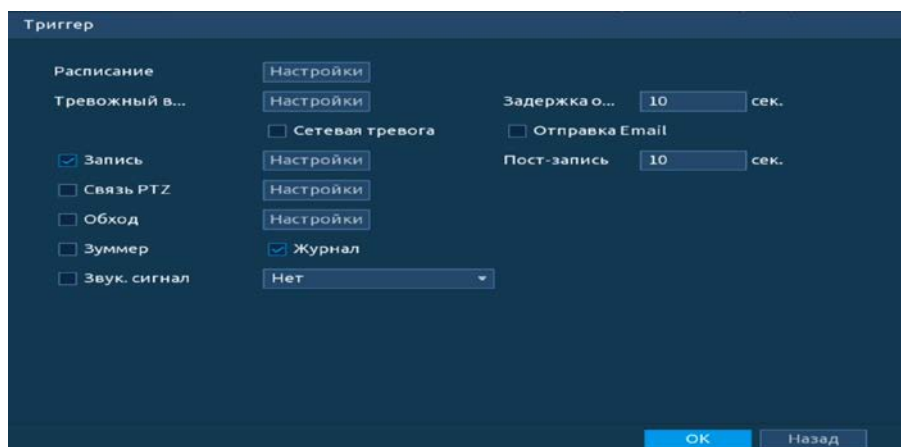 Триггер
Расписание Настройки
Тревожный в... Настройки Задержка о... 10 сек.
Сетевая тревога Отправка Email
Запись Настройки Пост-запись 10 сек.
Связь PTZ Настройки
Обход Настройки
Зуммер Журнал
Звук. сигнал Нет
OK Назад